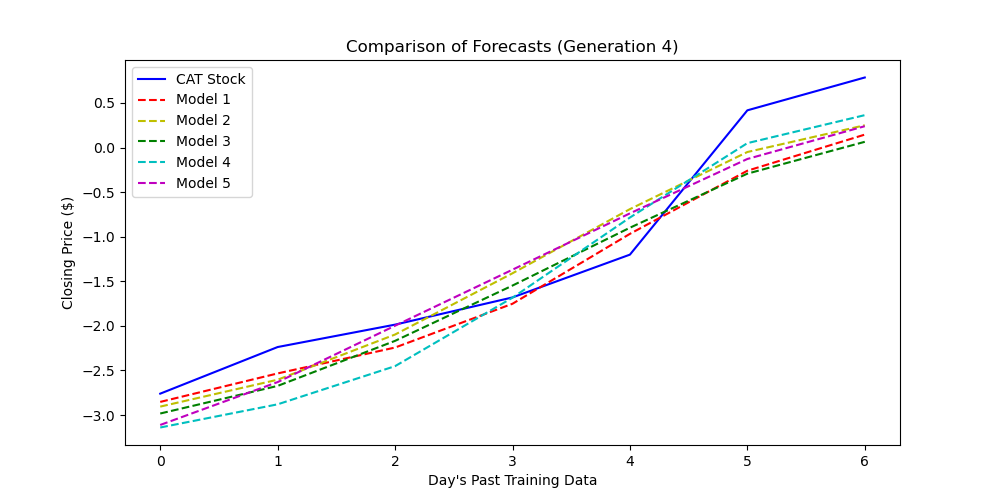 Comparison of Forecasts (Generation 4)
CAT Stock
Model 1
Model 2
Model 3
Model 4
Model 5
0.5
0.0
−0.5
−1.0
−1.5
−2.0
−2.5
−3.0
Closing Price ($)
0 1 2 3 4 5 6
Day's Past Training Data